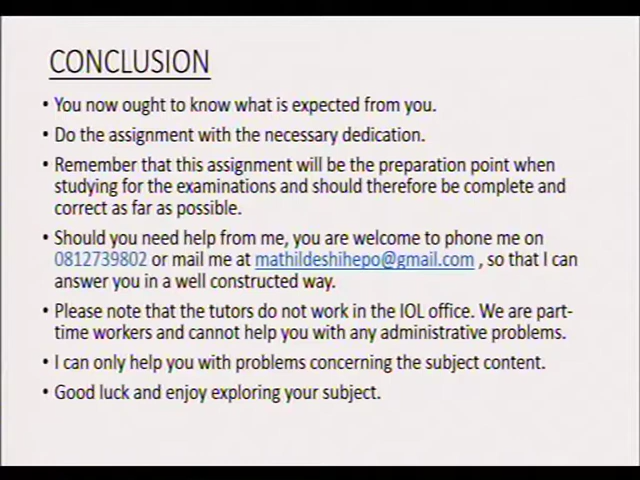 CONCLUSION
• You now ought to know what is expected from you.
• Do the assignment with the necessary dedication.
• Remember that this assignment will be the preparation point when
studying for the examinations and should therefore be complete and
correct as far as possible.
• Should you need help from me, you are welcome to phone me on
0812739802 or mail me at mathildeshihepo@gmail.com , so that I can
answer you in a well constructed way.
• Please note that the tutors do not work in the IOL office. We are part-
time workers and cannot help you with any administrative problems.
• I can only help you with problems concerning the subject content.
• Good luck and enjoy exploring your subject.